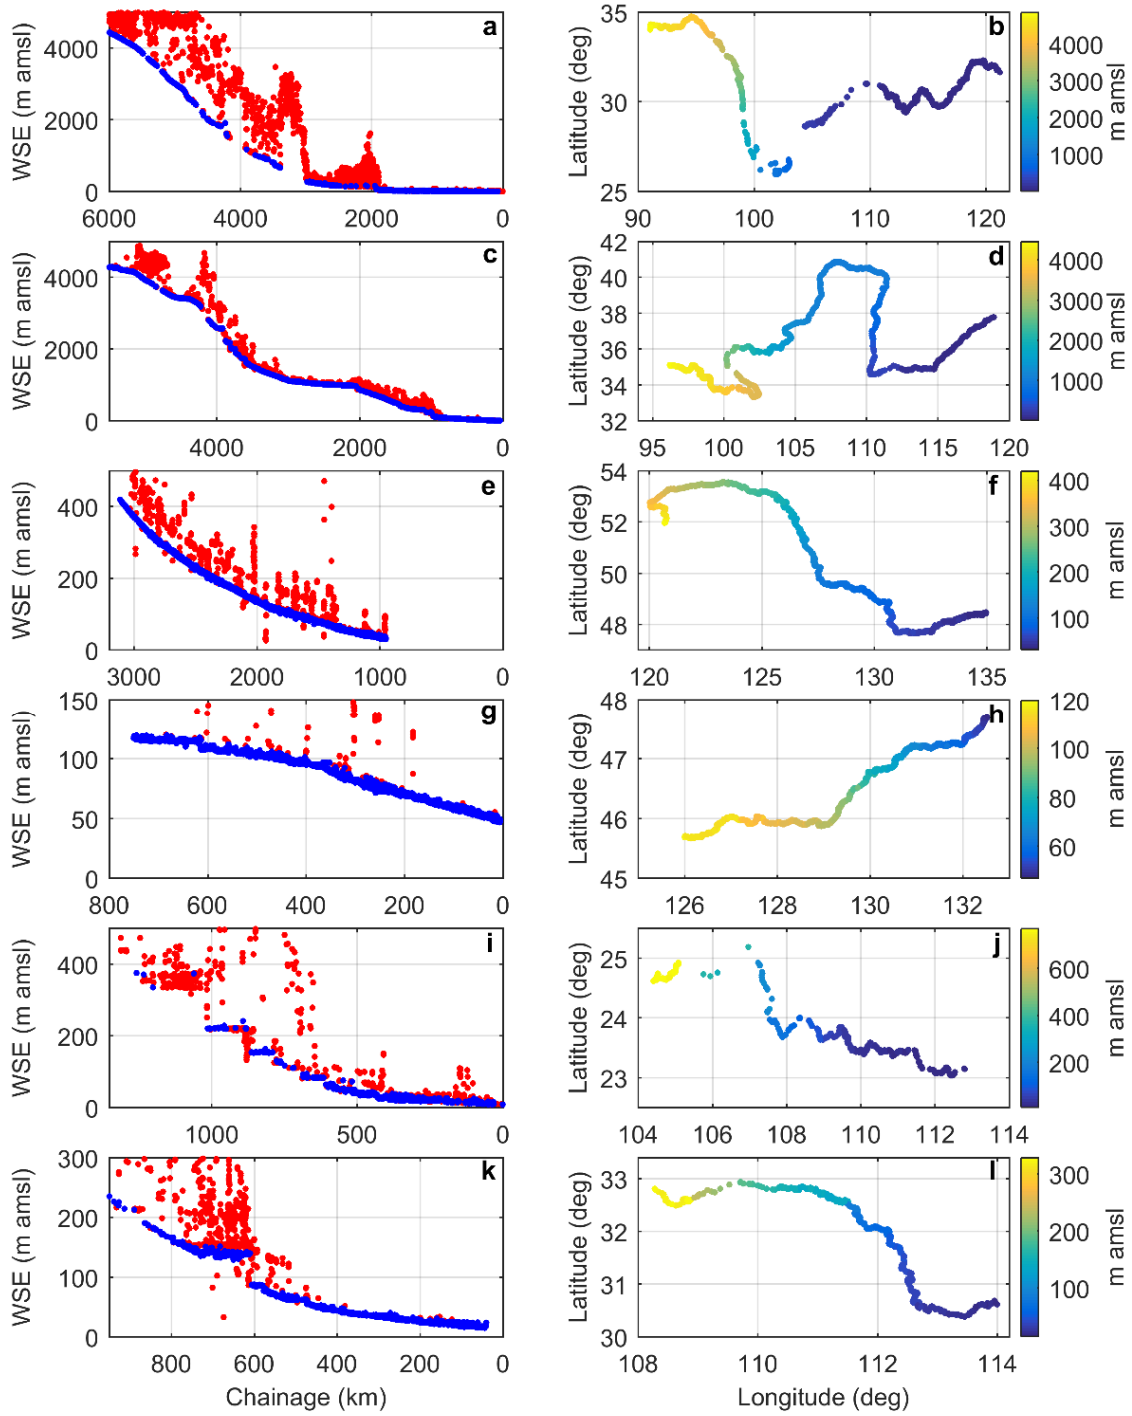 WSE (m amsl)
4000
2000
0
6000 4000 2000 0
a
Latitude (deg)
35
30
25
90 100 110 120
b
4000
3000
2000
1000
m amsl
WSE (m amsl)
4000
2000
0
4000 2000 0
c
Latitude (deg)
42
40
38
36
34
32
95 100 105 110 115 120
d
4000
3000
2000
1000
m amsl
WSE (m amsl)
400
200
0
3000 2000 1000 0
e
Latitude (deg)
54
52
50
48
120 125 130 135
f
400
300
200
100
m amsl
WSE (m amsl)
150
100
50
0
800 600 400 200 0
g
Latitude (deg)
48
47
46
45
126 128 130 132
h
120
100
80
60
m amsl
WSE (m amsl)
400
200
0
1000 500 0
i
Latitude (deg)
25
24
23
104 106 108 110 112 114
j
600
400
200
m amsl
WSE (m amsl)
300
200
100
0
800 600 400 200 0
Chainage (km)
k
Latitude (deg)
33
32
31
30
108 110 112 114
Longitude (deg)
l
300
200
100
m amsl